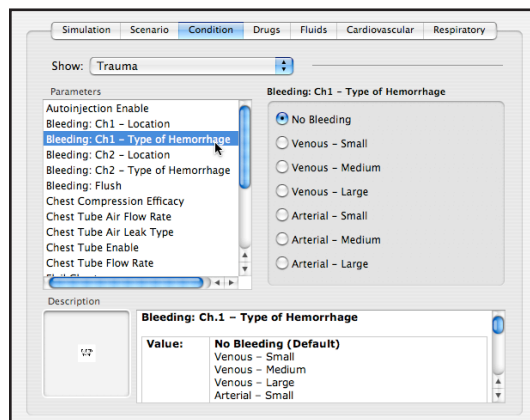 Simulation Scenario Condition Drugs Fluids Cardiovascular Respiratory
Show: Trauma
Parameters
Autoinjection Enable
Bleeding: Ch1 – Location
Bleeding: Ch1 – Type of Hemorrhage
Bleeding: Ch2 – Location
Bleeding: Ch2 – Type of Hemorrhage
Bleeding: Flush
Chest Compression Efficacy
Chest Tube Air Flow Rate
Chest Tube Air Leak Type
Chest Tube Enable
Chest Tube Flow Rate
Bleeding: Ch1 – Type of Hemorrhage
No Bleeding
Venous – Small
Venous – Medium
Venous – Large
Arterial – Small
Arterial – Medium
Arterial – Large
Description
Bleeding: Ch.1 – Type of Hemorrhage
Value: No Bleeding (Default)
Venous – Small
Venous – Medium
Venous – Large
Arterial – Small